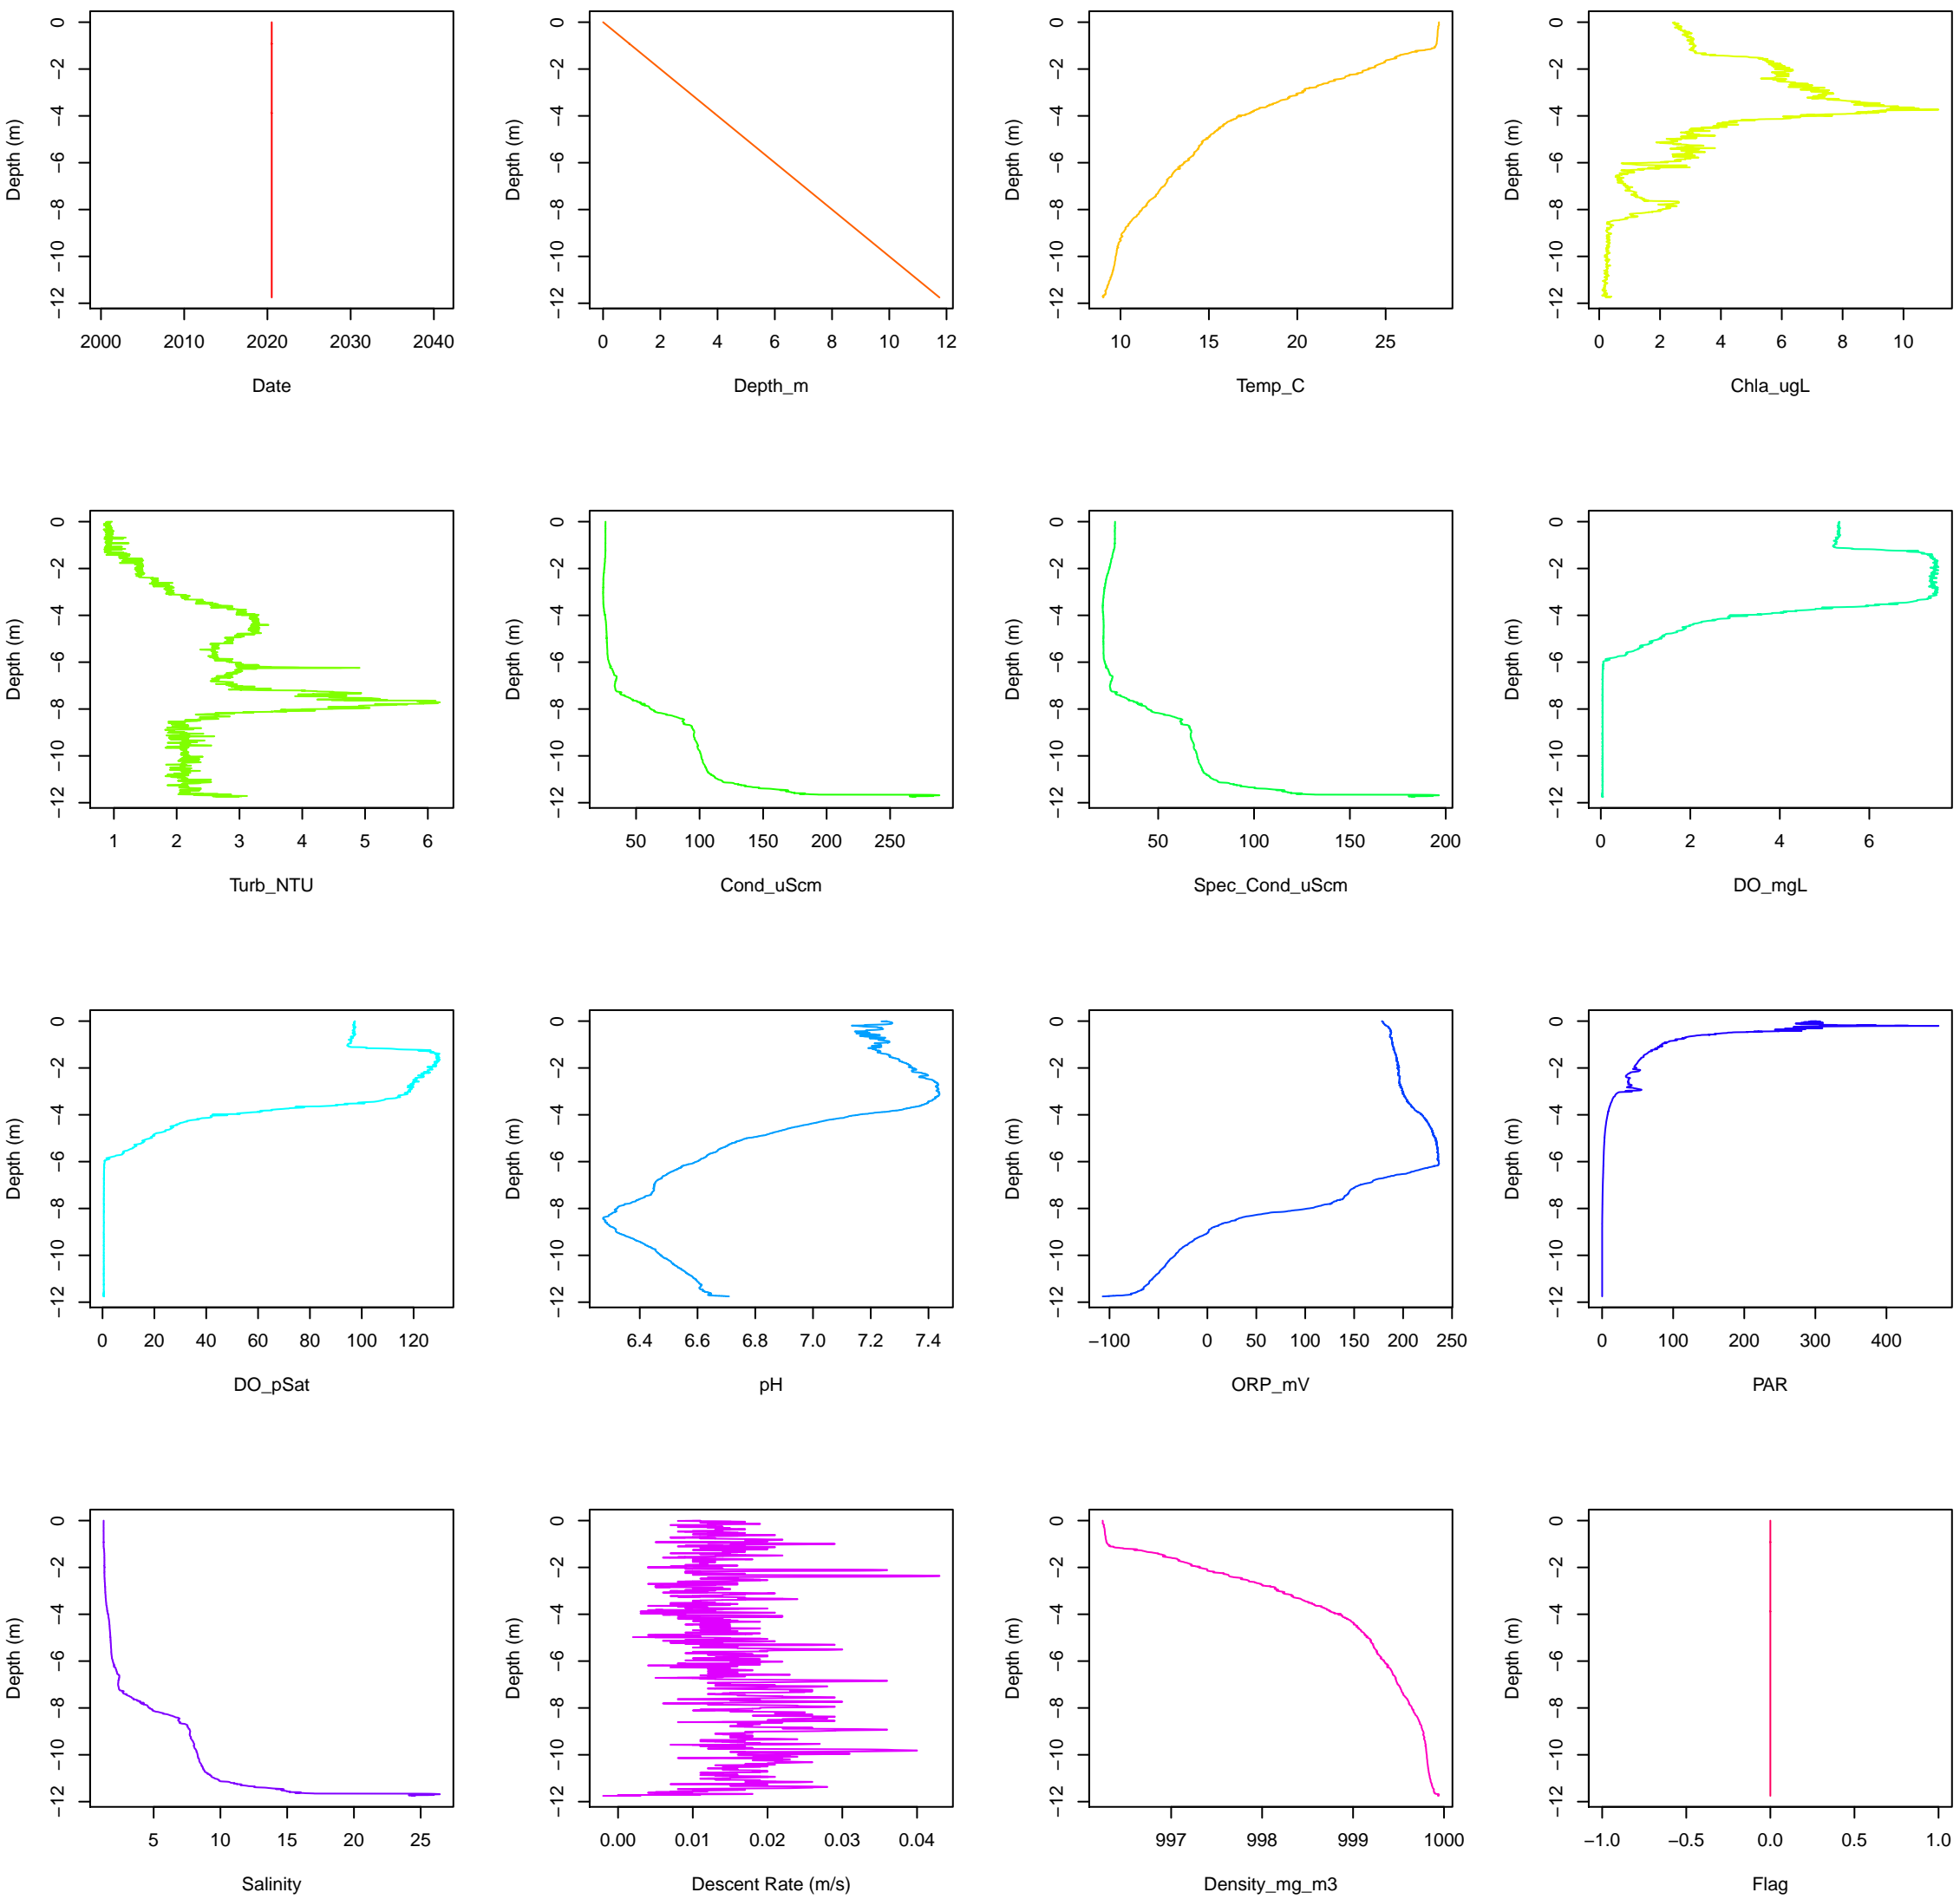 Depth (m)
−12 −10 −8 −6 −4 −2 0
2000 2010 2020 2030 2040
Date
Depth (m)
−12 −10 −8 −6 −4 −2 0
0 2 4 6 8 10 12
Depth_m
Depth (m)
−12 −10 −8 −6 −4 −2 0
10 15 20 25
Temp_C
Depth (m)
−12 −10 −8 −6 −4 −2 0
0 2 4 6 8 10
Chla_ugL
Depth (m)
−12 −10 −8 −6 −4 −2 0
1 2 3 4 5 6
Turb_NTU
Depth (m)
−12 −10 −8 −6 −4 −2 0
50 100 150 200 250
Cond_uScm
Depth (m)
−12 −10 −8 −6 −4 −2 0
50 100 150 200
Spec_Cond_uScm
Depth (m)
−12 −10 −8 −6 −4 −2 0
0 2 4 6
DO_mgL
Depth (m)
−12 −10 −8 −6 −4 −2 0
0 20 40 60 80 100 120
DO_pSat
Depth (m)
−12 −10 −8 −6 −4 −2 0
6.4 6.6 6.8 7.0 7.2 7.4
pH
Depth (m)
−12 −10 −8 −6 −4 −2 0
−100 0 50 100 150 200 250
ORP_mV
Depth (m)
−12 −10 −8 −6 −4 −2 0
0 100 200 300 400
PAR
Depth (m)
−12 −10 −8 −6 −4 −2 0
5 10 15 20 25
Salinity
Depth (m)
−12 −10 −8 −6 −4 −2 0
0.00 0.01 0.02 0.03 0.04
Descent Rate (m/s)
Depth (m)
−12 −10 −8 −6 −4 −2 0
997 998 999 1000
Density_mg_m3
Depth (m)
−12 −10 −8 −6 −4 −2 0
−1.0 −0.5 0.0 0.5 1.0
Flag